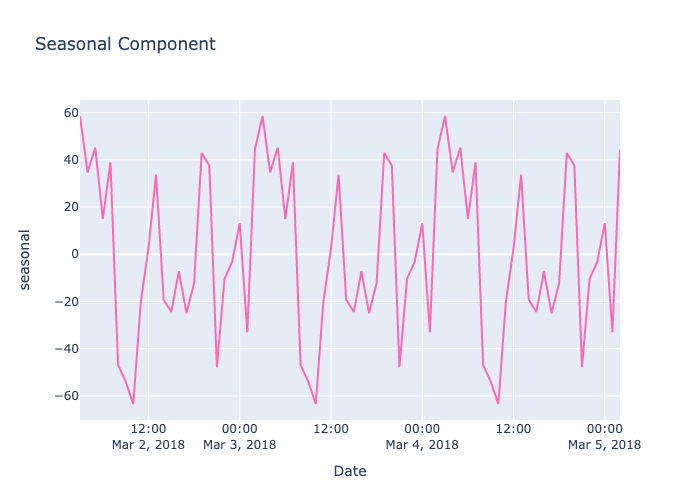 Seasonal Component
seasonal
60
40
20
0
−20
−40
−60
12:00 00:00 12:00 00:00 12:00 00:00
Mar 2, 2018 Mar 3, 2018 Mar 4, 2018 Mar 5, 2018
Date